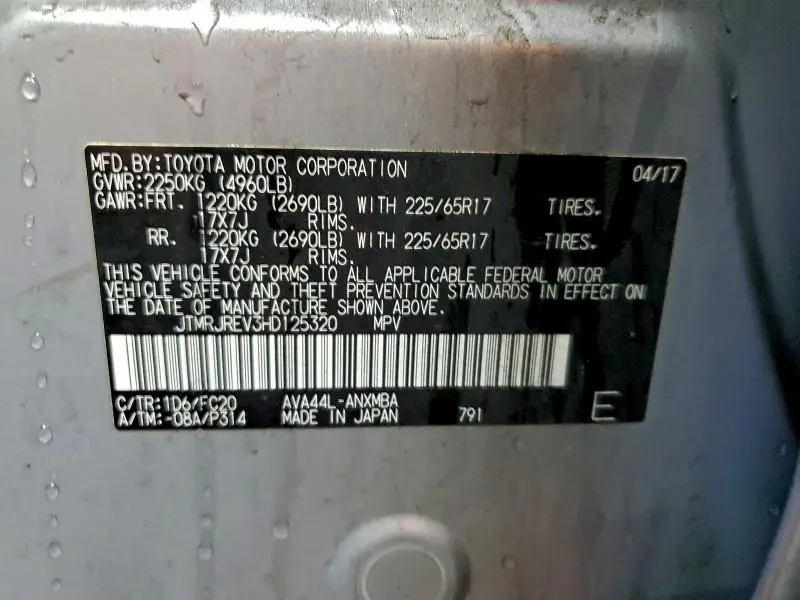 MFD.BY:TOYOTA MOTOR CORPORATION 04/17
GVWR:2250KG (4960LB)
GAWR:FRT. 1220KG (2690LB) WITH 225/65R17 TIRES.
17X7J RIMS.
RR. 1220KG (2690LB) WITH 225/65R17 TIRES.
17X7J RIMS.
THIS VEHICLE CONFORMS TO ALL APPLICABLE FEDERAL MOTOR
VEHICLE SAFETY AND THEFT PREVENTION STANDARDS IN EFFECT ON
THE DATE OF MANUFACTURE SHOWN ABOVE.
JTMRJREV3HD125320 MPV
C/TR:1D6/FC20 AVA44L-ANXMBA
A/TM:-08A/P314 MADE IN JAPAN 791 E